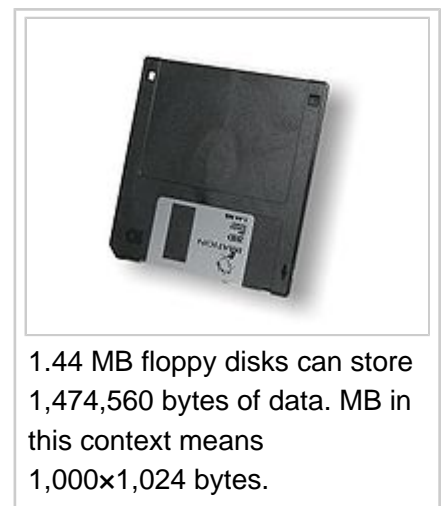 IMATION
1.44 MB floppy disks can store
1,474,560 bytes of data. MB in
this context means
1,000×1,024 bytes.